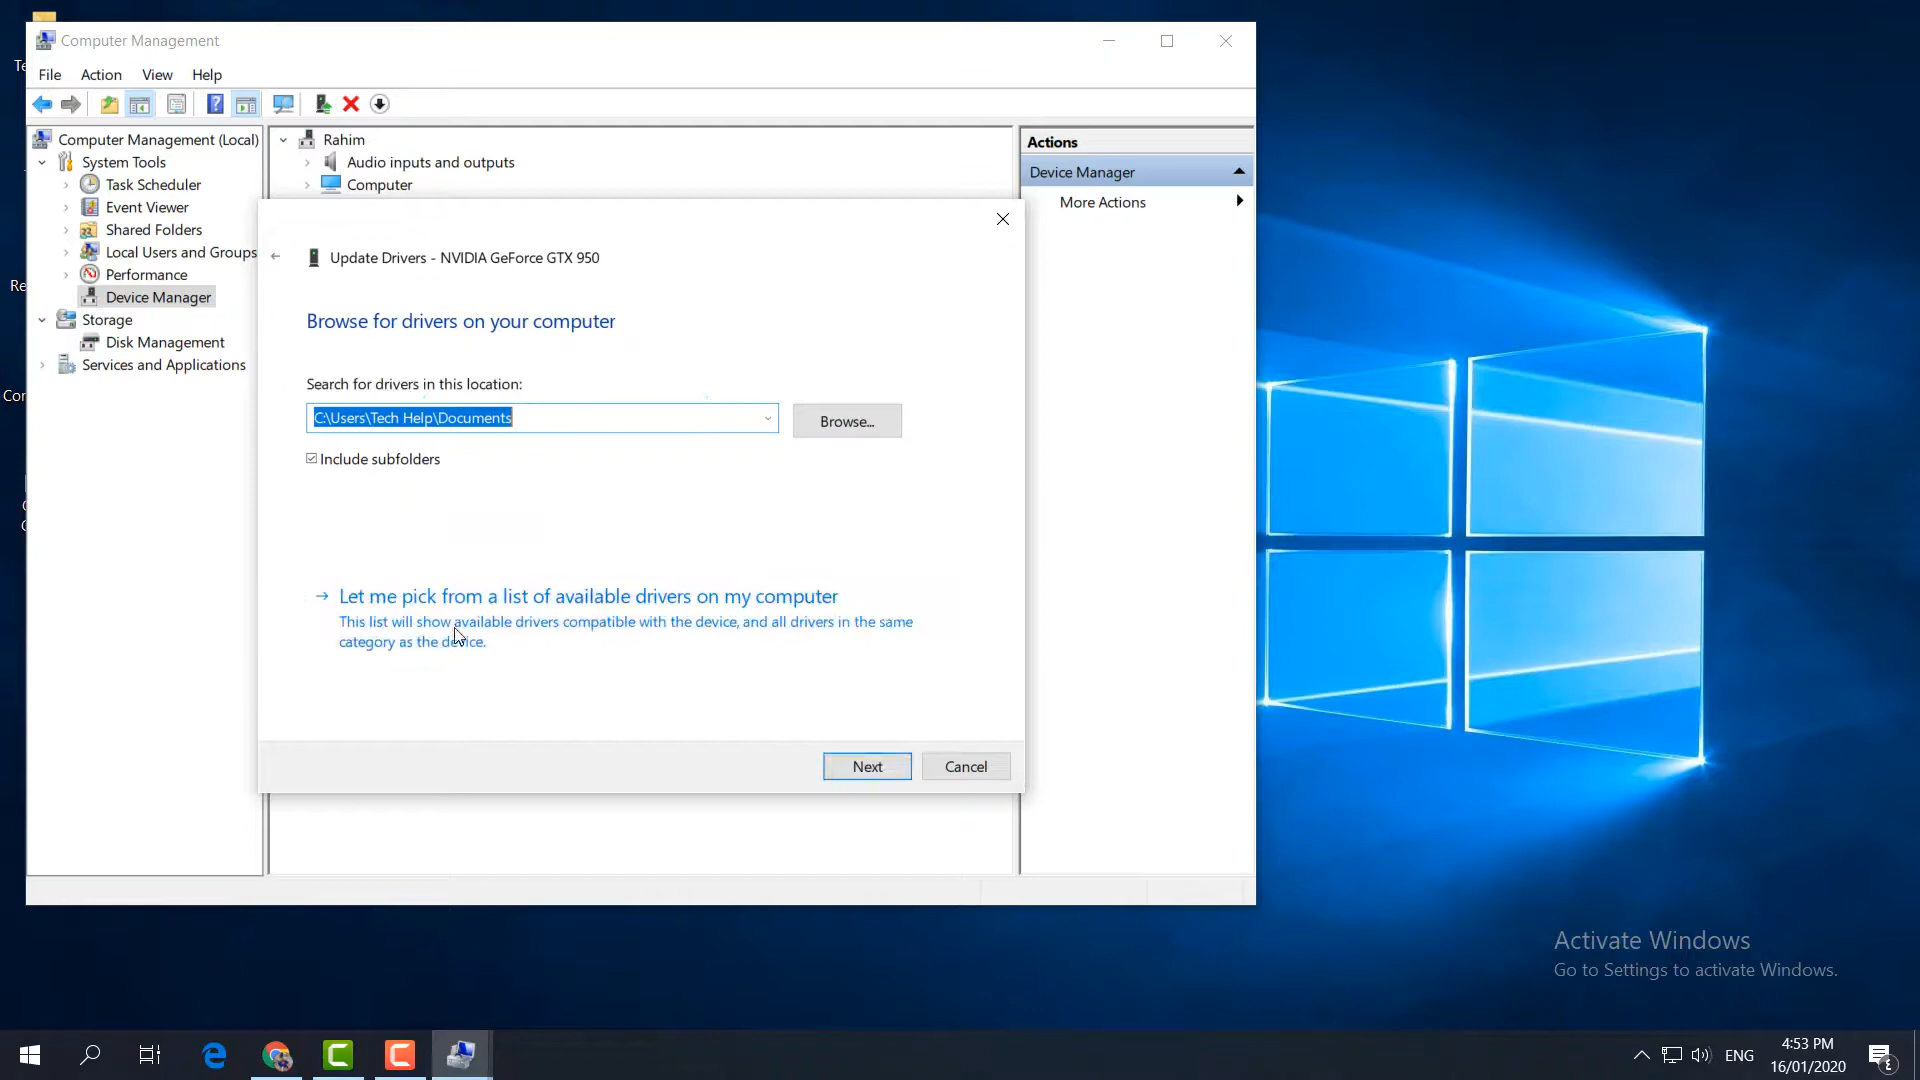 Computer Management
File Action View Help
Computer Management (Local)
System Tools
Task Scheduler
Event Viewer
Shared Folders
Local Users and Groups
Performance
Device Manager
Storage
Disk Management
Services and Applications
Rahim
Audio inputs and outputs
Computer
Actions
Device Manager
More Actions
Update Drivers - NVIDIA GeForce GTX 950
Browse for drivers on your computer
Search for drivers in this location:
C:\Users\Tech Help\Documents
Browse...
Include subfolders
Let me pick from a list of available drivers on my computer
This list will show available drivers compatible with the device, and all drivers in the same
category as the device.
Next Cancel
Te
Re
Cor
C
C
Activate Windows
Go to Settings to activate Windows.
ENG
4:53 PM
16/01/2020
٤